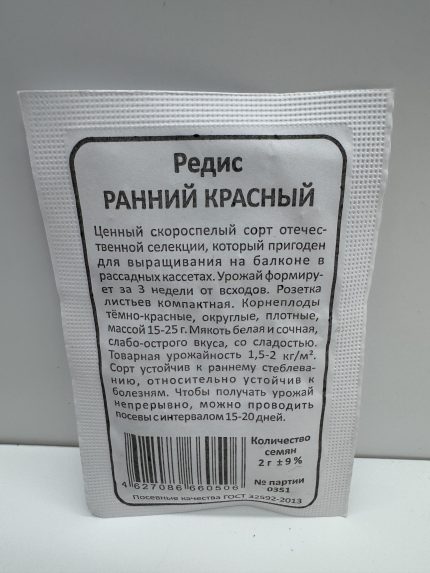 Редис
РАННИЙ КРАСНЫЙ
Ценный скороспелый сорт отечес-
твенной селекции, который пригоден
для выращивания на балконе в
рассадных кассетах. Урожай формиру-
ет за 3 недели от всходов. Розетка
листьев компактная. Корнеплоды
тёмно-красные, округлые, плотные,
массой 15-25 г. Мякоть белая и сочная,
слабо-острого вкуса, со сладостью.
Товарная урожайность 1,5-2 кг/м².
Сорт устойчив к раннему стеблева-
нию, относительно устойчив к
болезням. Чтобы получать урожай
непрерывно, можно проводить
посевы с интервалом 15-20 дней.
Количество
семян
2 г ± 9 %
№ партии
0351
4 627086 660506
Посевные качества ГОСТ 32592-2013